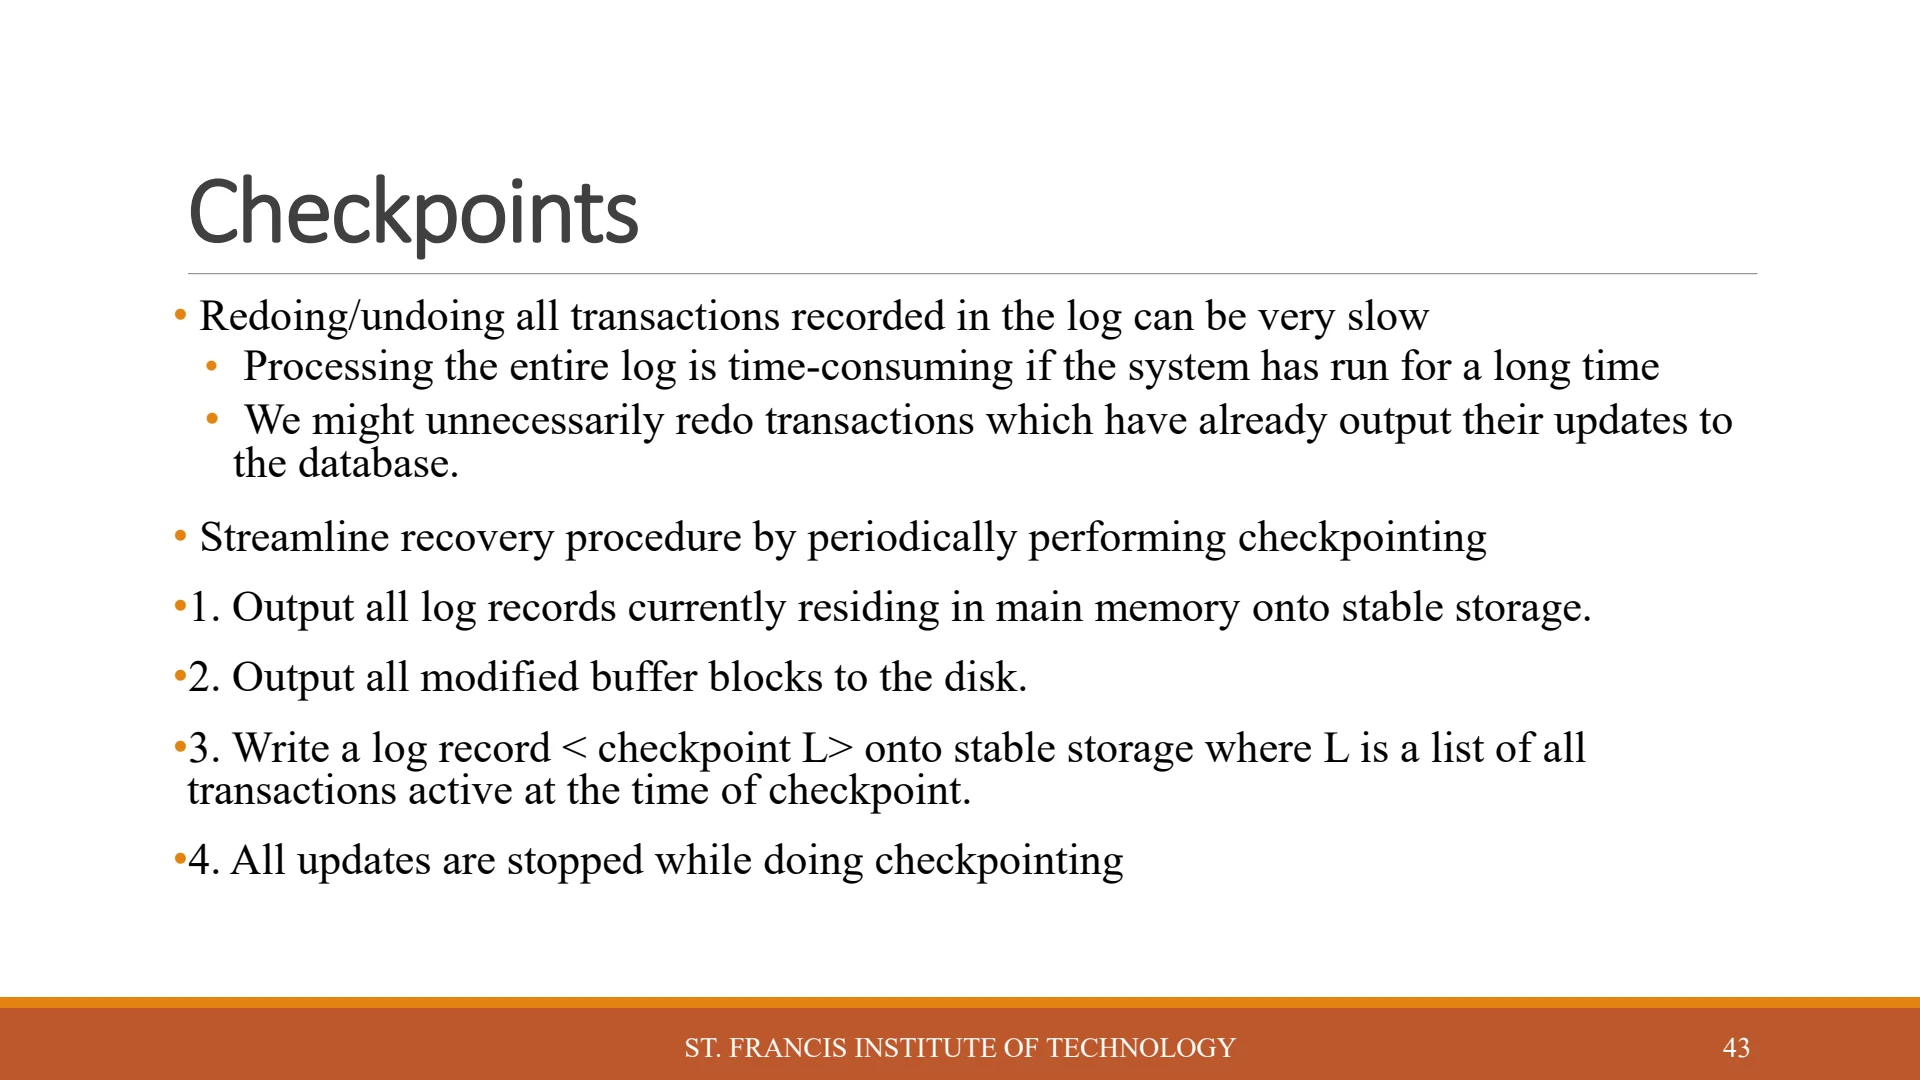 Checkpoints
• Redoing/undoing all transactions recorded in the log can be very slow
• Processing the entire log is time-consuming if the system has run for a long time
• We might unnecessarily redo transactions which have already output their updates to
the database.
• Streamline recovery procedure by periodically performing checkpointing
•1. Output all log records currently residing in main memory onto stable storage.
•2. Output all modified buffer blocks to the disk.
•3. Write a log record < checkpoint L> onto stable storage where L is a list of all
transactions active at the time of checkpoint.
•4. All updates are stopped while doing checkpointing
ST. FRANCIS INSTITUTE OF TECHNOLOGY
43